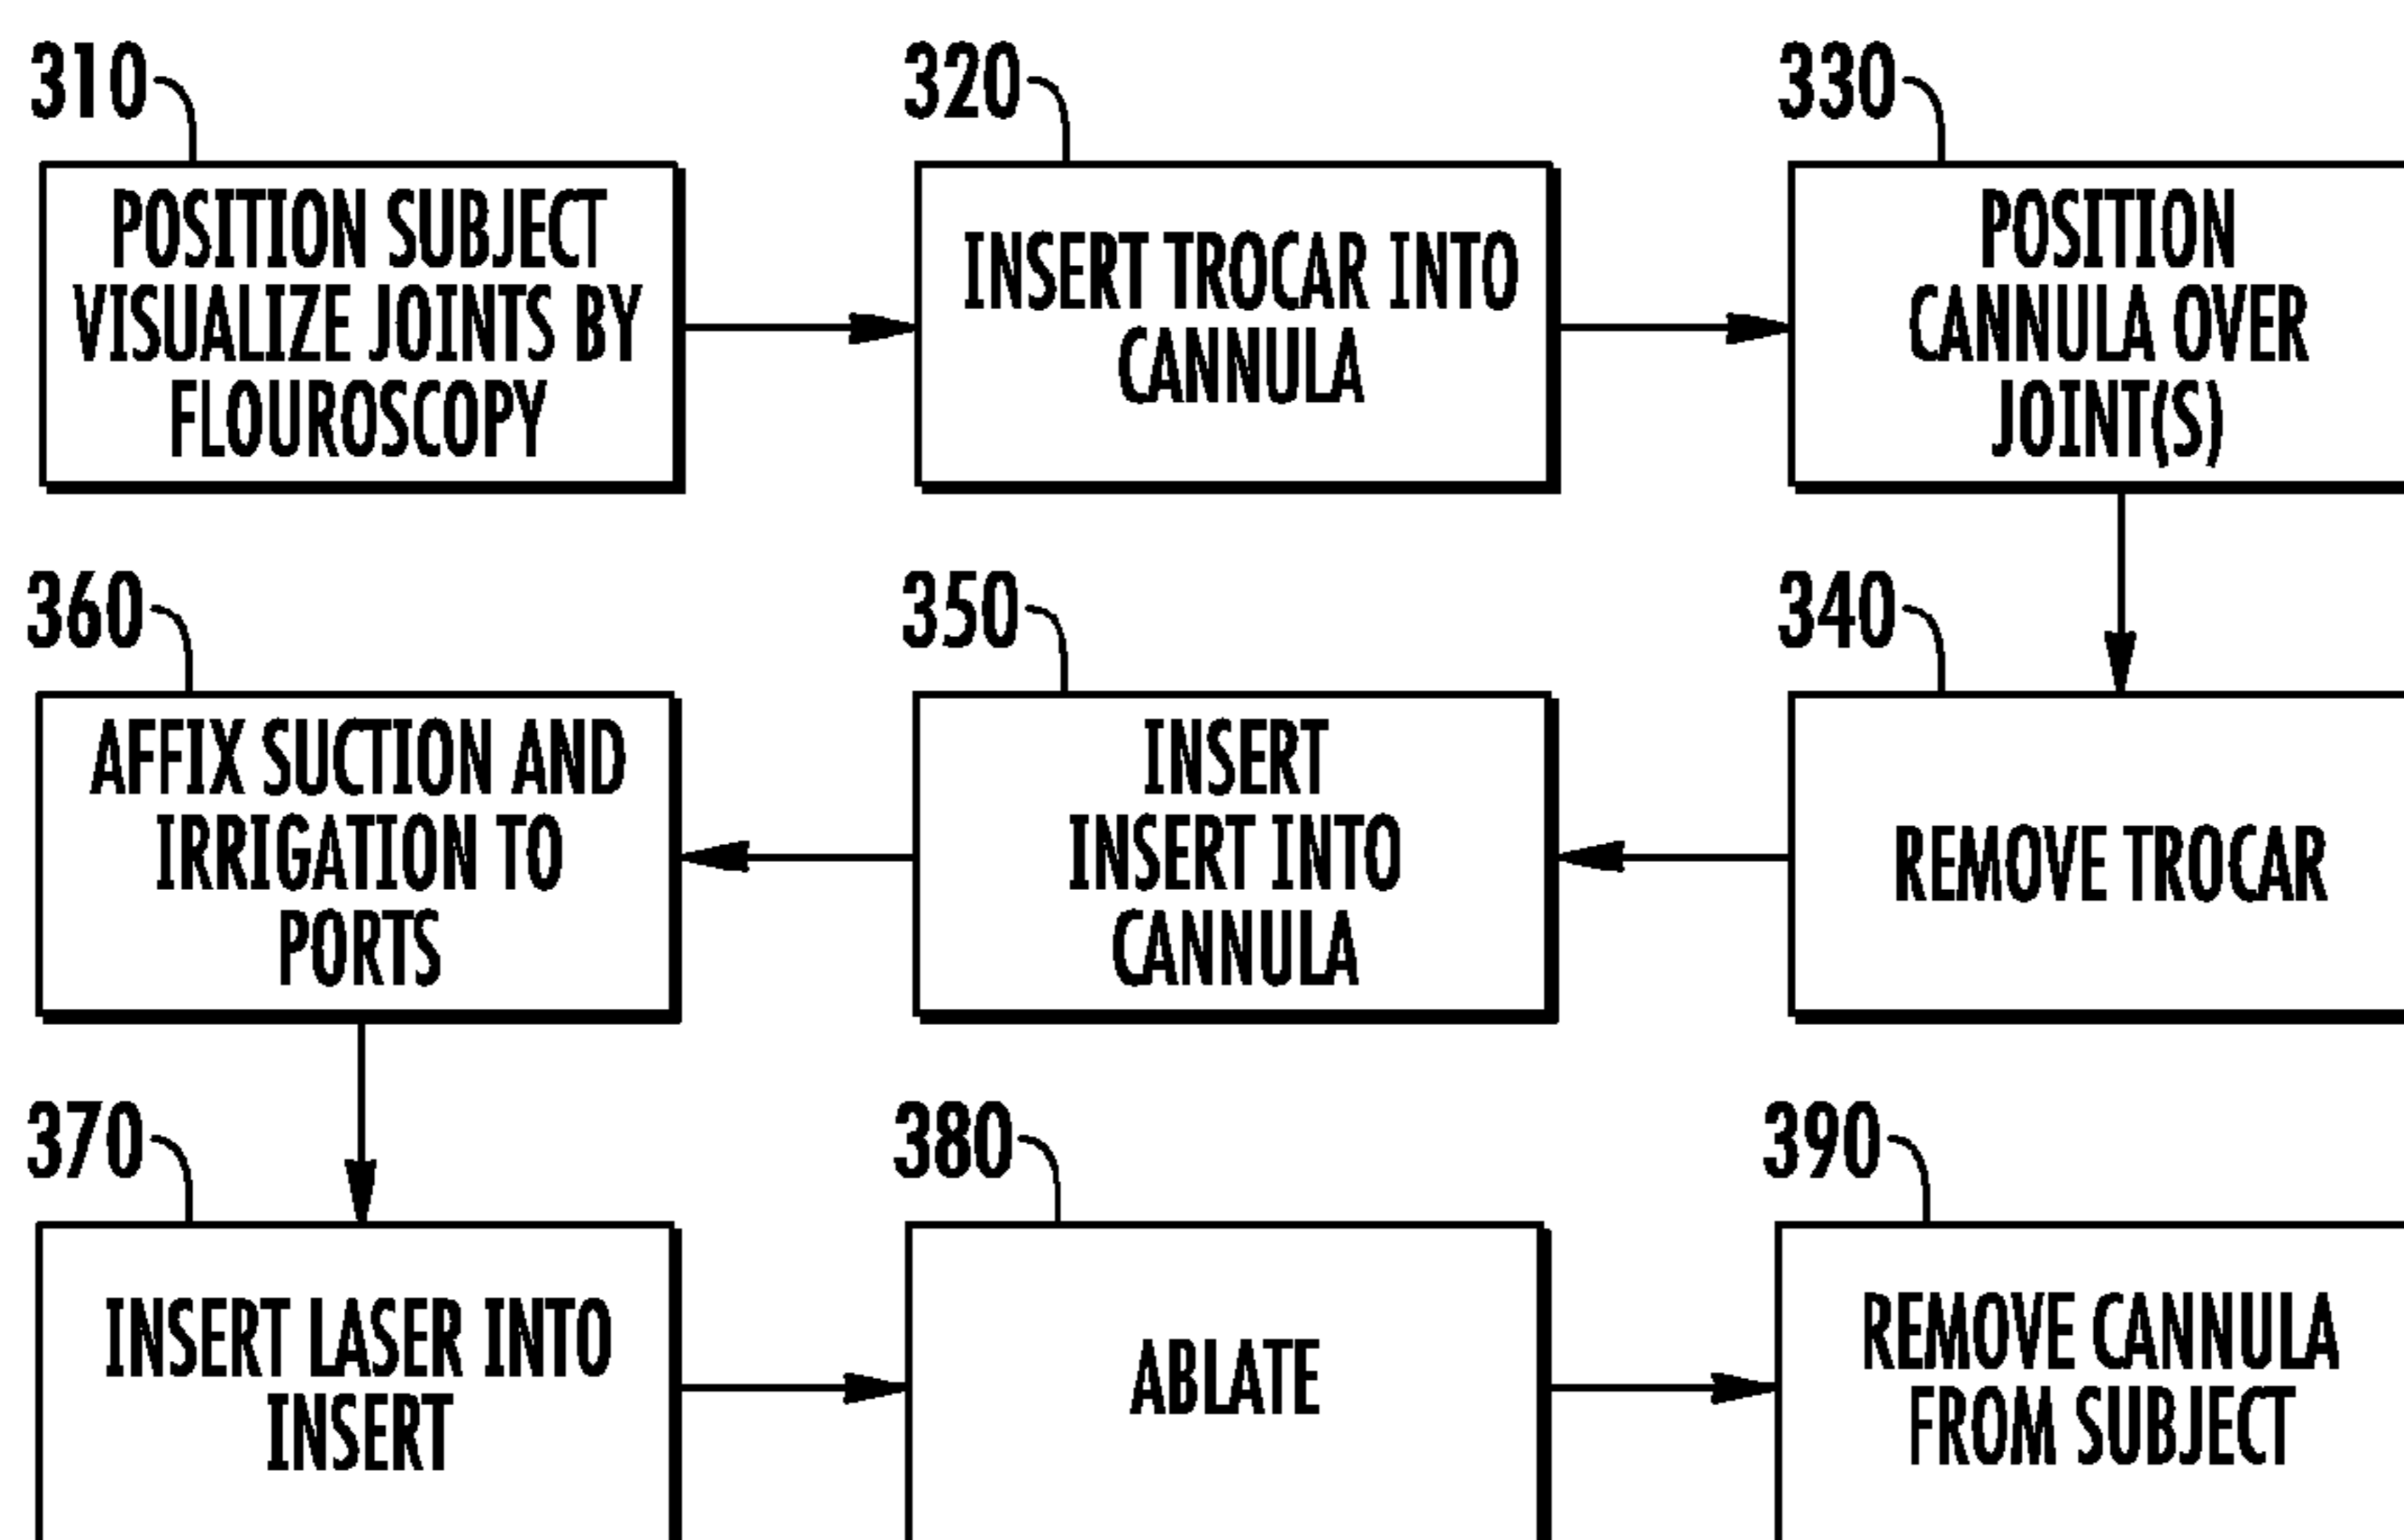 310
POSITION SUBJECT
VISUALIZE JOINTS BY
FLOUROSCOPY
320
INSERT TROCAR INTO
CANNULA
330
POSITION
CANNULA OVER
JOINT(S)
340
REMOVE TROCAR
350
INSERT
INSERT INTO
CANNULA
360
AFFIX SUCTION AND
IRRIGATION TO
PORTS
370
INSERT LASER INTO
INSERT
380
ABLATE
390
REMOVE CANNULA
FROM SUBJECT